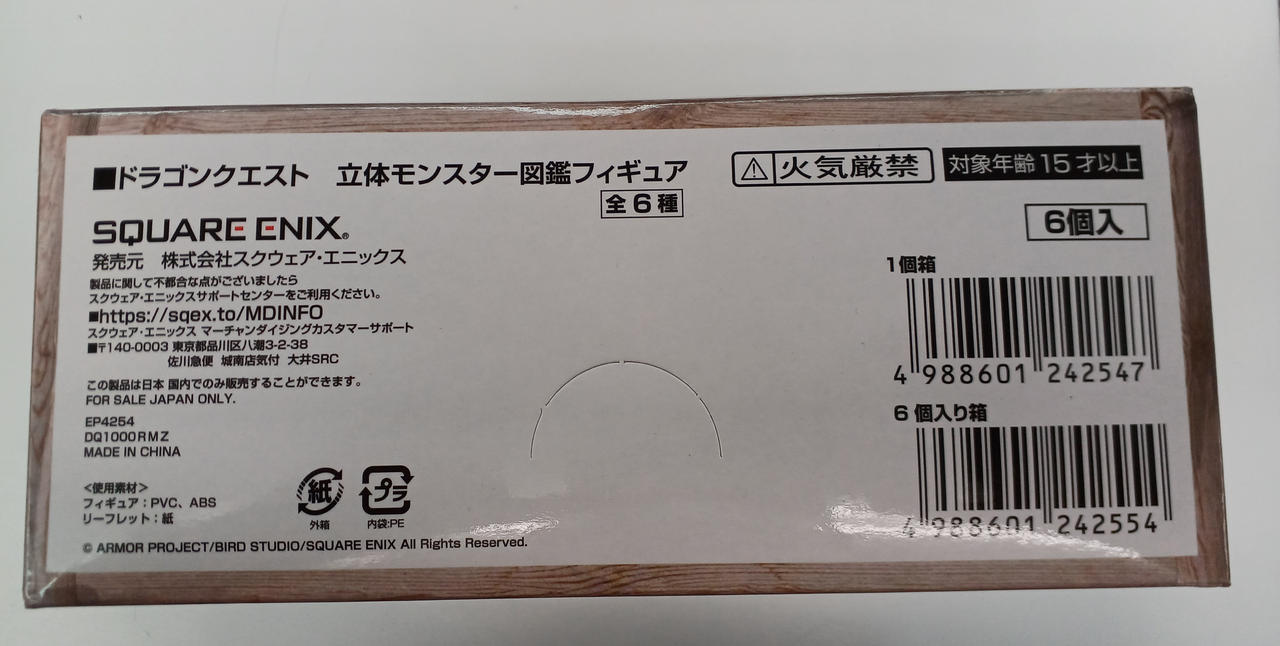 ■ドラゴンクエスト 立体モンスター図鑑フィギュア
全6種
⚠火気厳禁
対象年齢15才以上
6個入
SQUARE ENIX®
発売元 株式会社スクウェア・エニックス
製品に関して不都合な点がございましたら
スクウェア・エニックスサポートセンターをご利用ください。
■https://sqex.to/MDINFO
スクウェア・エニックス マーチャンダイジングカスタマーサポート
■〒140-0003 東京都品川区八潮3-2-38
佐川急便 城南店気付 大井SRC
この製品は日本 国内でのみ販売することができます。
FOR SALE JAPAN ONLY.
EP4254
DQ1000RMZ
MADE IN CHINA
<使用素材>
フィギュア：PVC、ABS
リーフレット：紙
紙
外箱
プラ
内袋:PE
© ARMOR PROJECT/BIRD STUDIO/SQUARE ENIX All Rights Reserved.
1個箱
4 988601 242547
6個入り箱
4 988601 242554